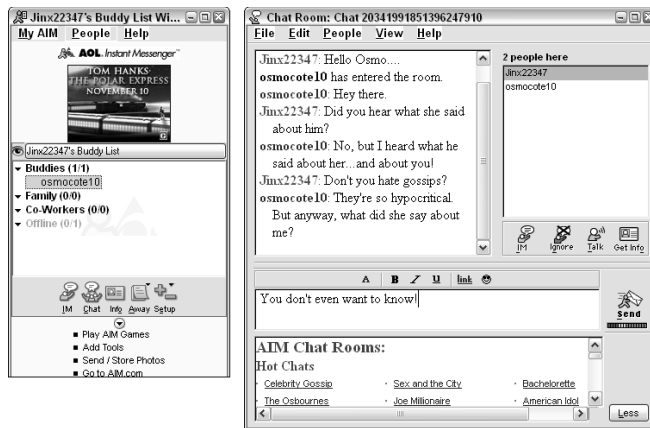 Jinx22347's Buddy List Wi...
My AIM People Help
AOL Instant Messenger™
TOM HANKS
THE POLAR EXPRESS
NOVEMBER 10
G
Jinx22347's Buddy List
Buddies (1/1)
osmocote10
Family (0/0)
Co-Workers (0/0)
Offline (0/1)
IM Chat Info Away Setup
Play AIM Games
Add Tools
Send / Store Photos
Go to AIM.com
Chat Room: Chat 20341991851396247910
File Edit People View Help
Jinx22347: Hello Osmo....
osmocote10 has entered the room.
osmocote10: Hey there.
Jinx22347: Did you hear what she said
about him?
osmocote10: No, but I heard what he
said about her...and about you!
Jinx22347: Don't you hate gossips?
osmocote10: They're so hypocritical.
But anyway, what did she say about
me?
2 people here
Jinx22347
osmocote10
IM Ignore Talk Get Info
A B I U link
You don't even want to know!
Send
AIM Chat Rooms:
Hot Chats
· Celebrity Gossip · Sex and the City · Bachelorette
· The Osbournes · Joe Millionaire · American Idol
Less